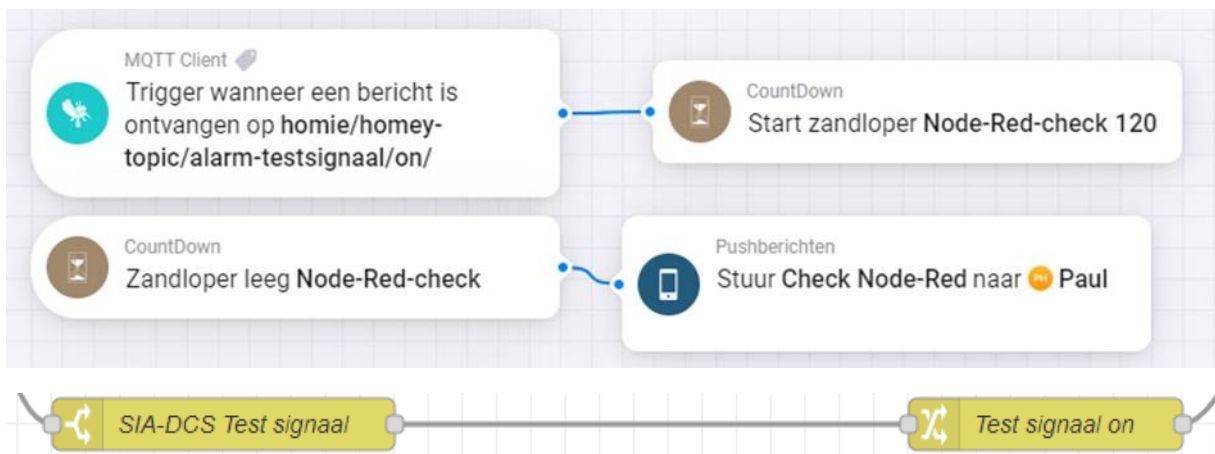 MQTT Client
Trigger wanneer een bericht is
ontvangen op homie/homey-
topic/alarm-testsignaal/on/
CountDown
Start zandloper Node-Red-check 120
CountDown
Zandloper leeg Node-Red-check
Pushberichten
Stuur Check Node-Red naar PH Paul
SIA-DCS Test signaal
Test signaal on